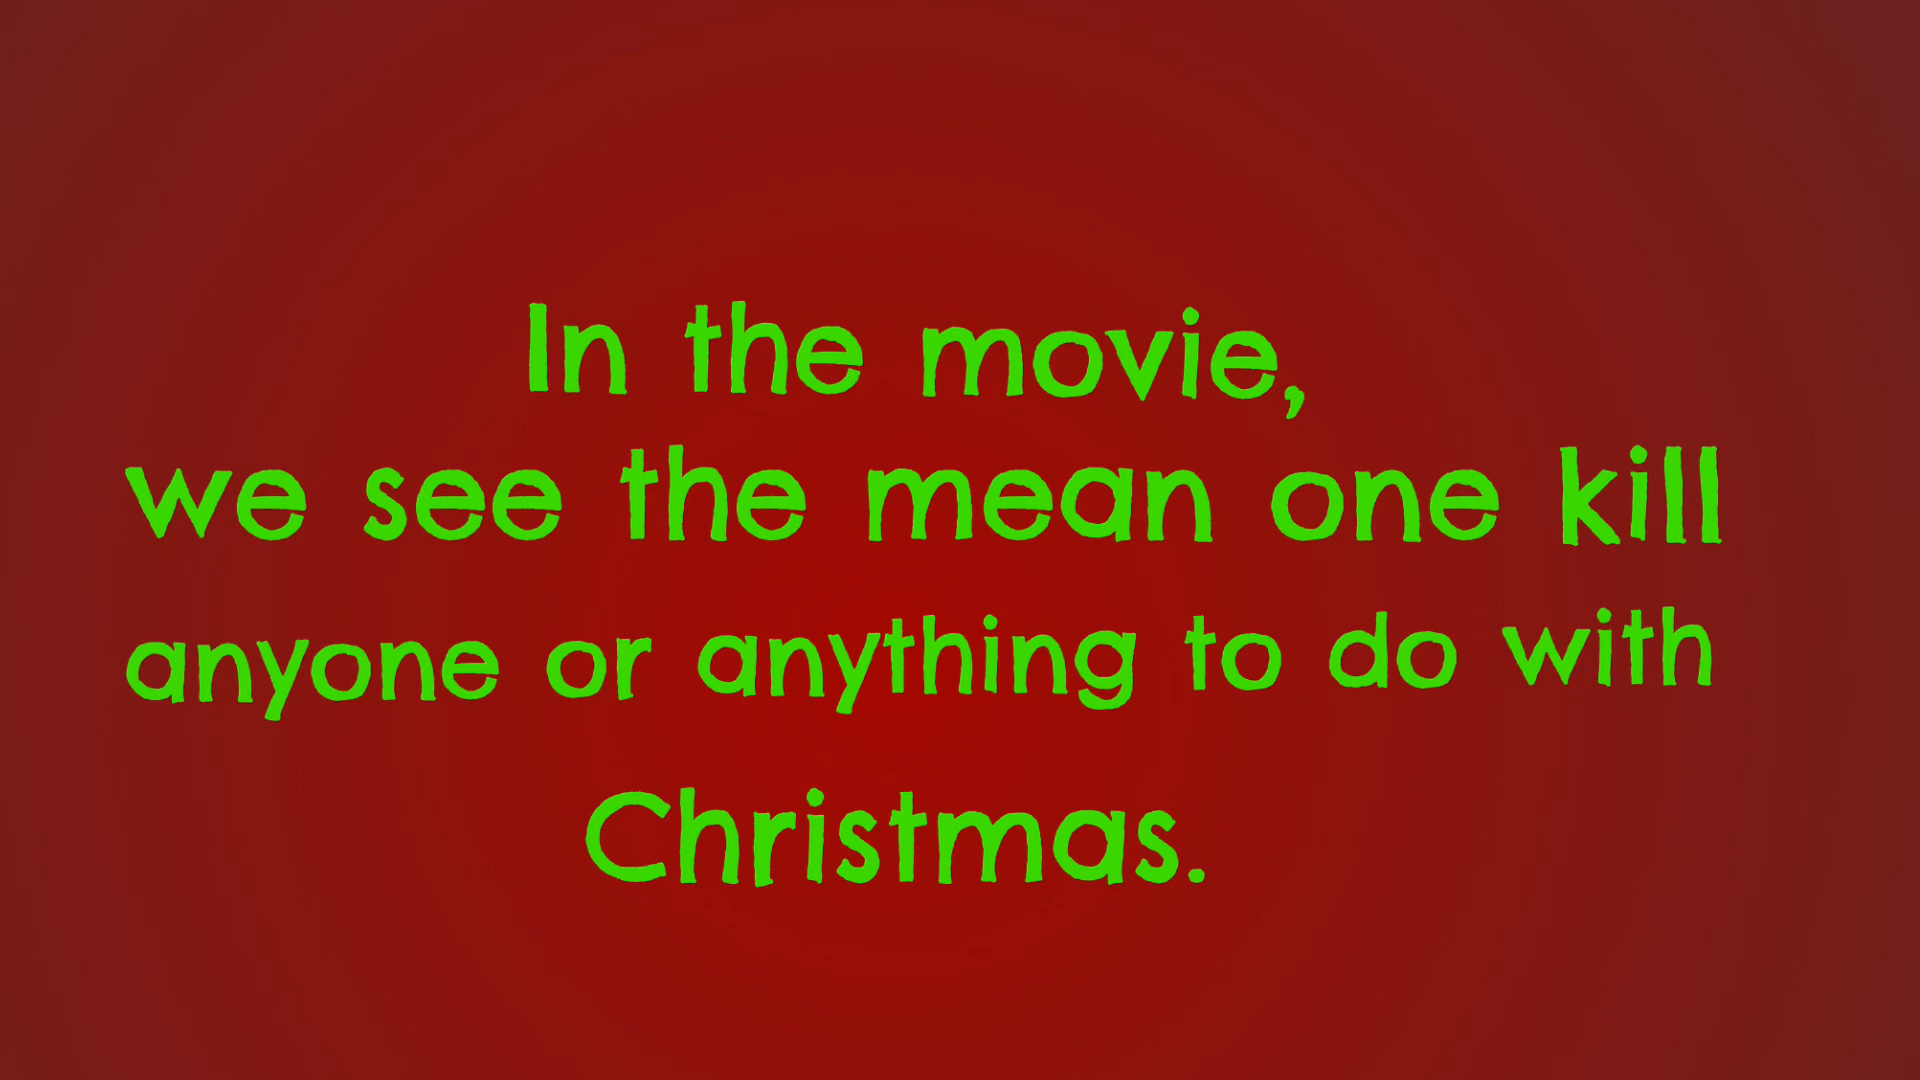 In the movie,
we see the mean one kill
anyone or anything to do with
Christmas.